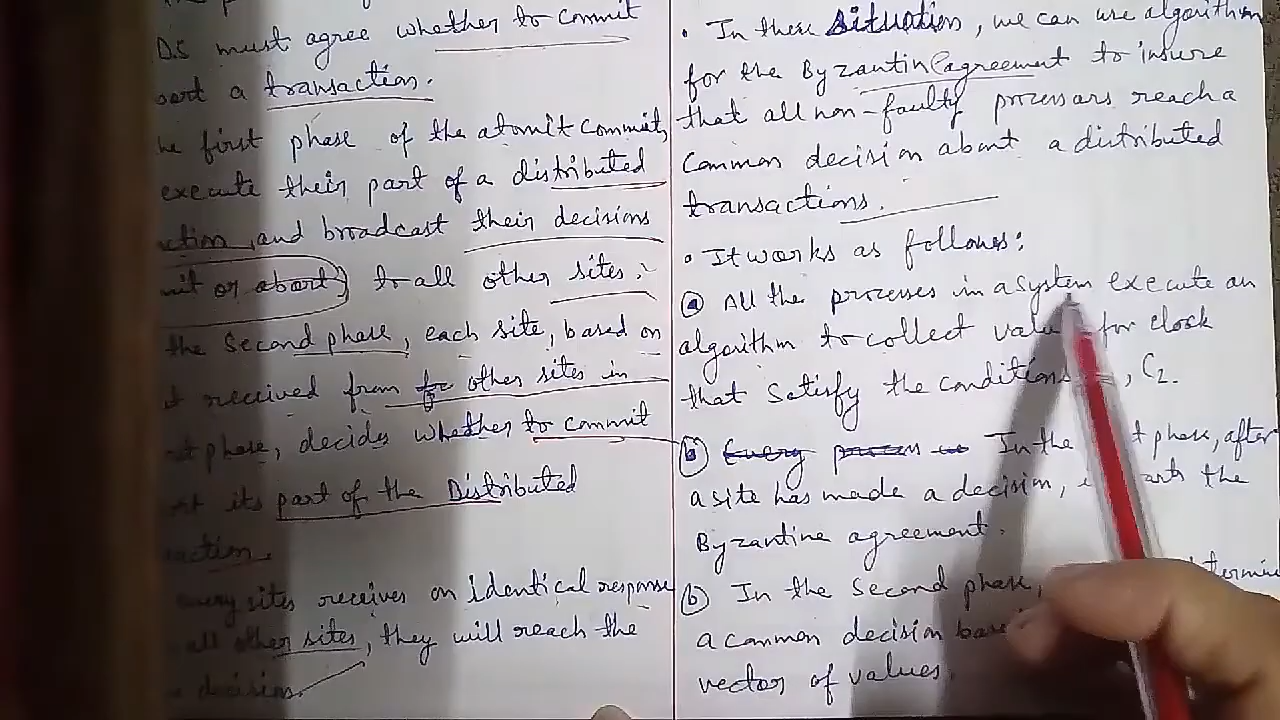 D.S must agree whether to commit
a transaction.
first phase of the atomit commit,
execute their part of a distributed
and broadcast their decisions
or abort) to all other sites.
the second phase, each site, based on
received from other sites in
phase, decides whether to commit
its part of the Distributed
sites receives on identical response
all other sites, they will reach the
decision.
• In these situation, we can use algorithm
for the Byzantine agreement to insure
that all non-faulty processors reach a
common decision about a distributed
transactions.
• It works as follows:
(a) All the processes in a system execute an
algorithm to collect for clock
that satisfy the conditions , C2.
(b) Every process In the phase, after
a site has made a decision, the
Byzantine agreement.
(b) In the second phase,
a common decision
vector of values.